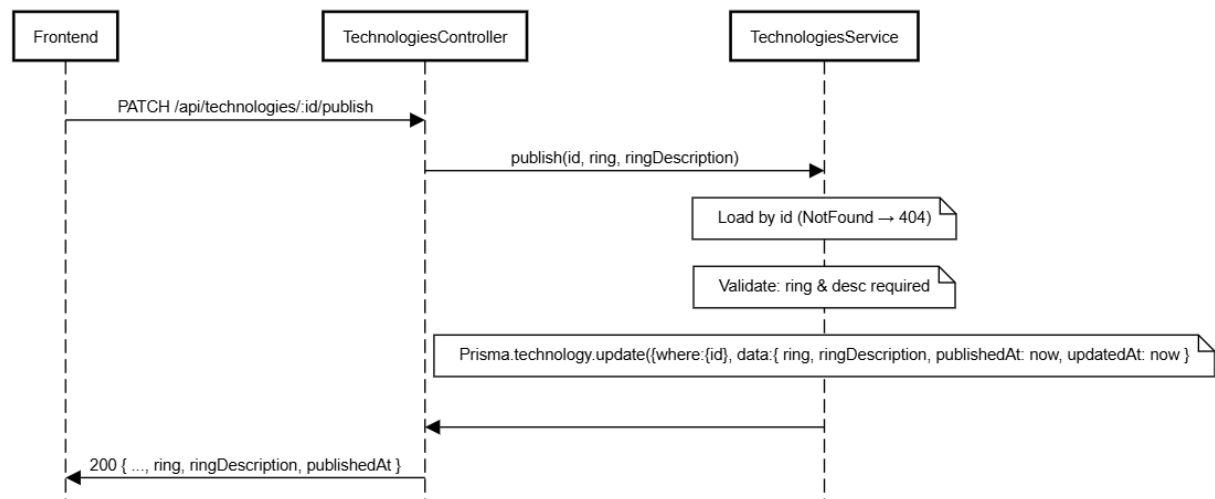 Frontend
TechnologiesController
TechnologiesService
PATCH /api/technologies/:id/publish
publish(id, ring, ringDescription)
Load by id (NotFound → 404)
Validate: ring & desc required
Prisma.technology.update({where:{id}, data:{ ring, ringDescription, publishedAt: now, updatedAt: now }
200 { ..., ring, ringDescription, publishedAt }